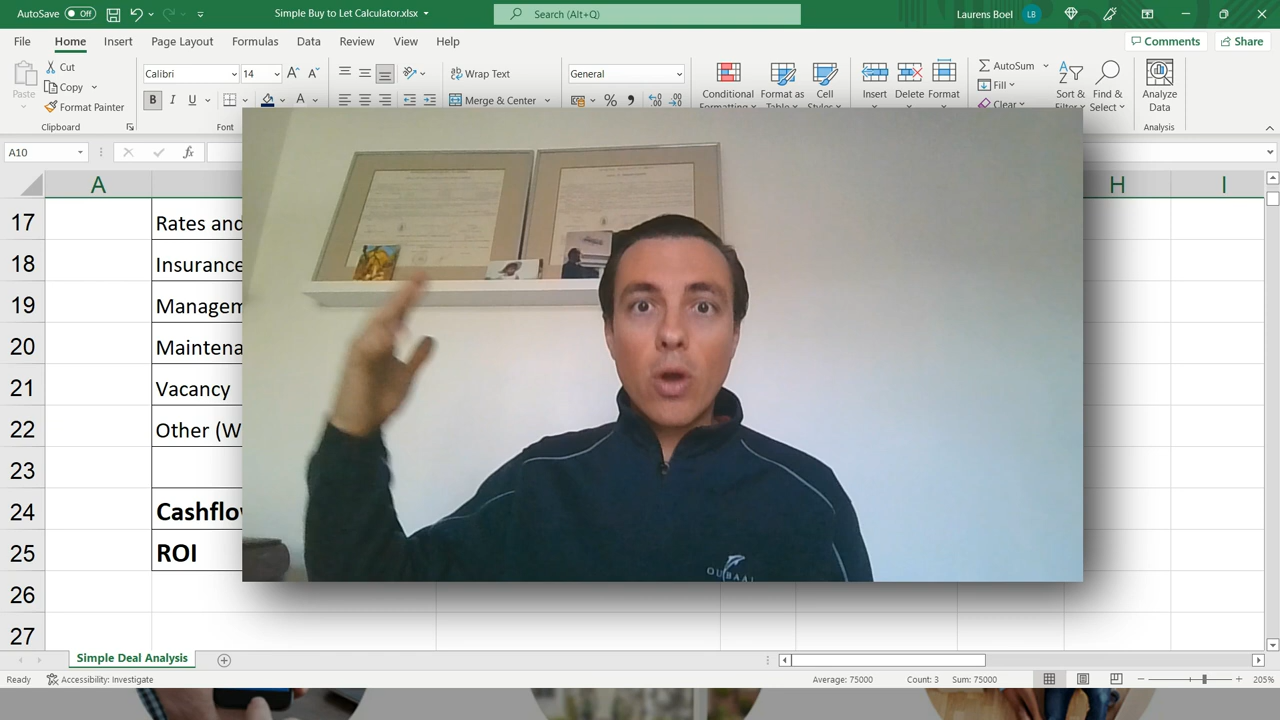 AutoSave Off Simple Buy to Let Calculator.xlsx Search (Alt+Q) Laurens Boel LB
File Home Insert Page Layout Formulas Data Review View Help Comments Share
Paste Cut Copy Format Painter Clipboard
Calibri 14 B I U A Font
Wrap Text Merge & Center
General % 9
Conditional Formatting Format as Table Cell Styles
Insert Delete Format
AutoSum Fill Clear Sort & Filter Find & Select
Analyze Data Analysis
A10 fx
A H I
17 Rates and
18 Insurance
19 Managem
20 Maintena
21 Vacancy
22 Other (W
23
24 Cashflo
25 ROI
26
27
Simple Deal Analysis
Ready Accessibility: Investigate Average: 75000 Count: 3 Sum: 75000 205%